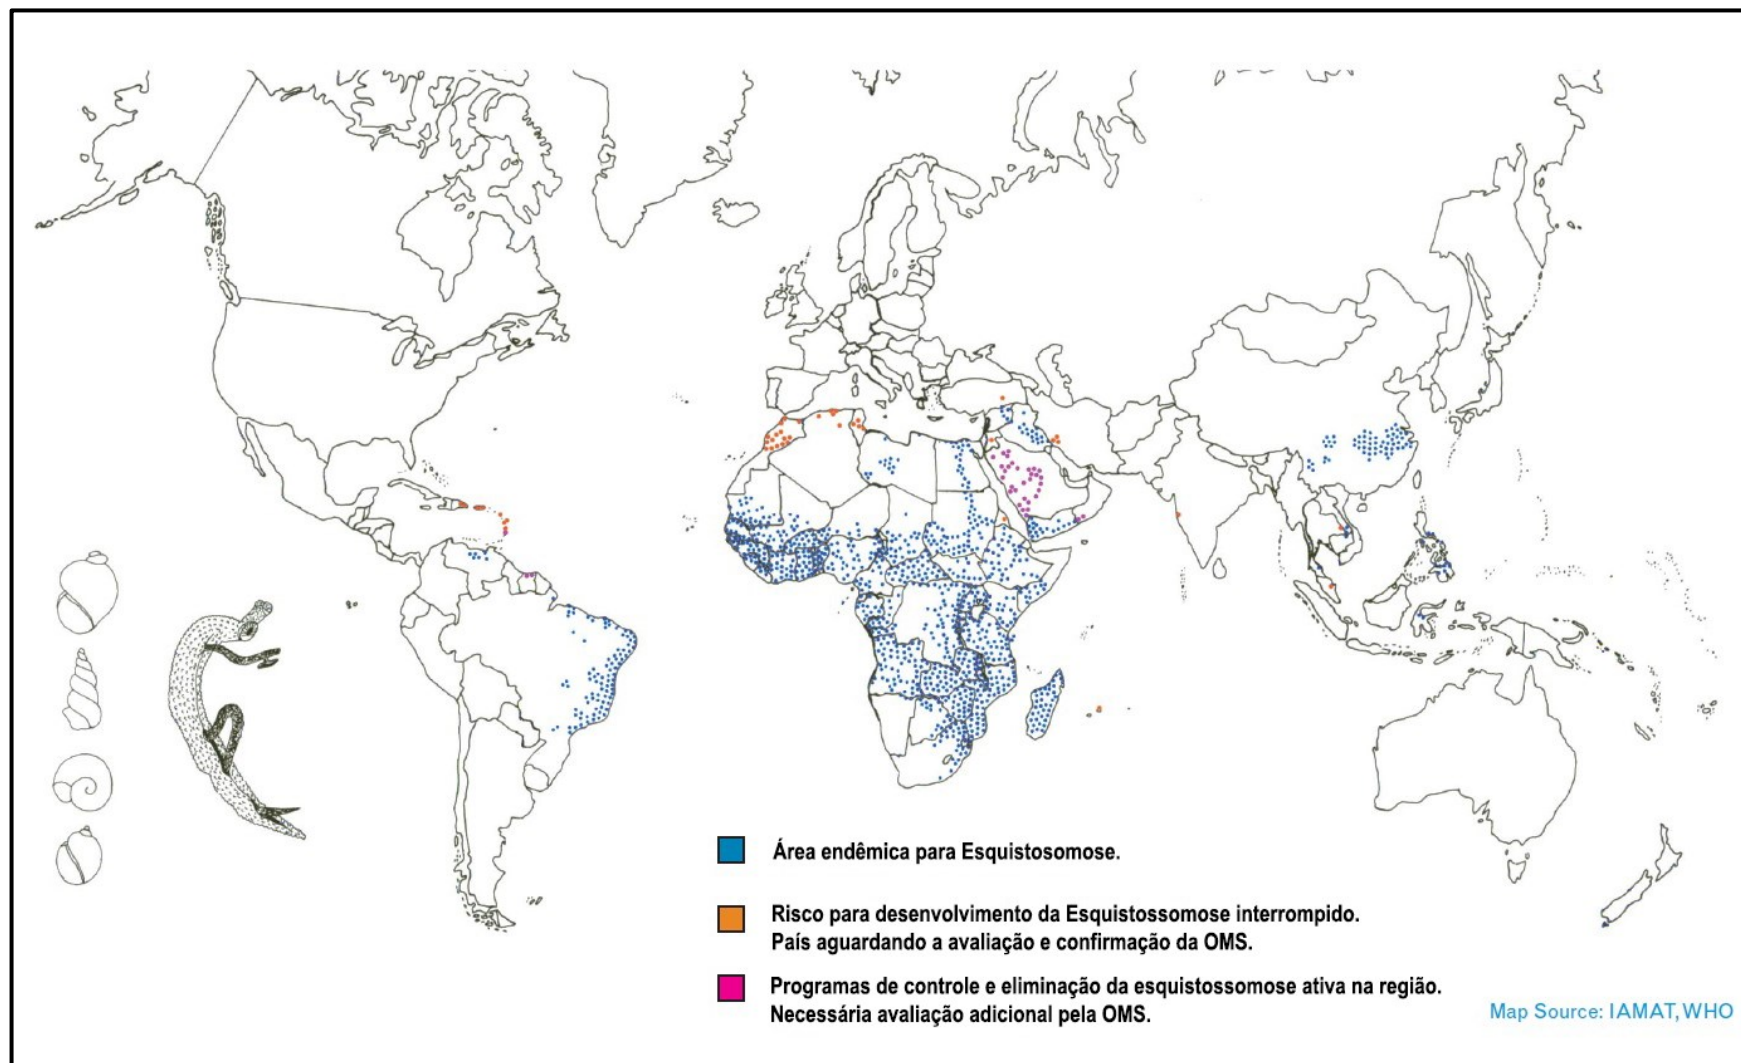 Área endêmica para Esquistosomose.
Risco para desenvolvimento da Esquistossomose interrompido.
País aguardando a avaliação e confirmação da OMS.
Programas de controle e eliminação da esquistossomose ativa na região.
Necessária avaliação adicional pela OMS.
Map Source: IAMAT, WHO